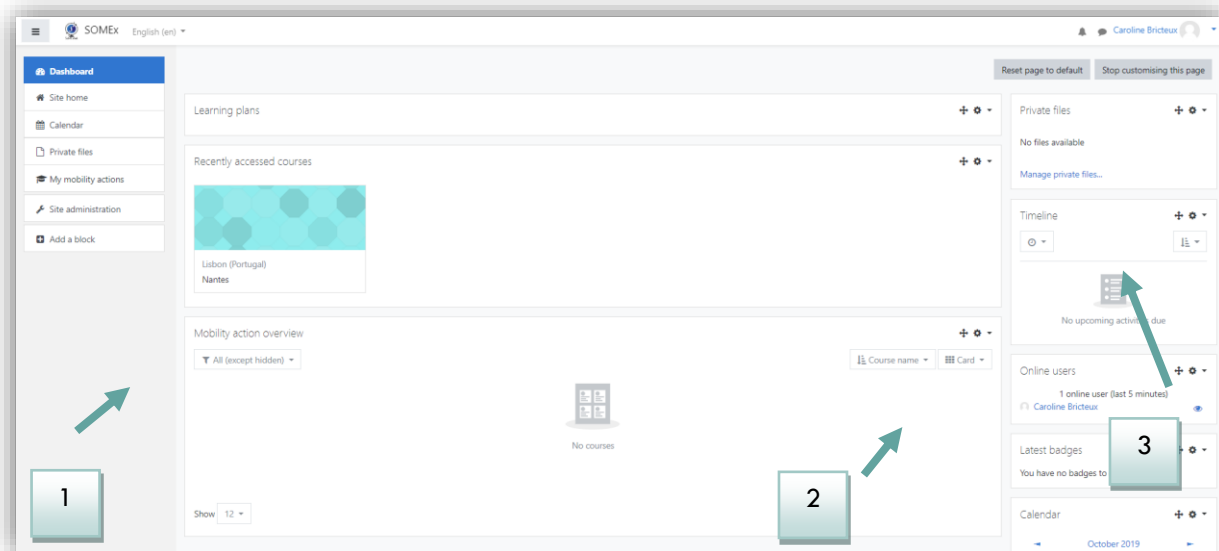 SOMEx English (en)
Caroline Bricteux
Reset page to default Stop customising this page
Dashboard
Site home
Calendar
Private files
My mobility actions
Site administration
Add a block
Learning plans
Recently accessed courses
Lisbon (Portugal)
Nantes
Mobility action overview
All (except hidden)
Course name Card
No courses
Show 12
Private files
No files available
Manage private files...
Timeline
No upcoming activities due
Online users
1 online user (last 5 minutes)
Caroline Bricteux
Latest badges
You have no badges to
Calendar
October 2019
1
2
3